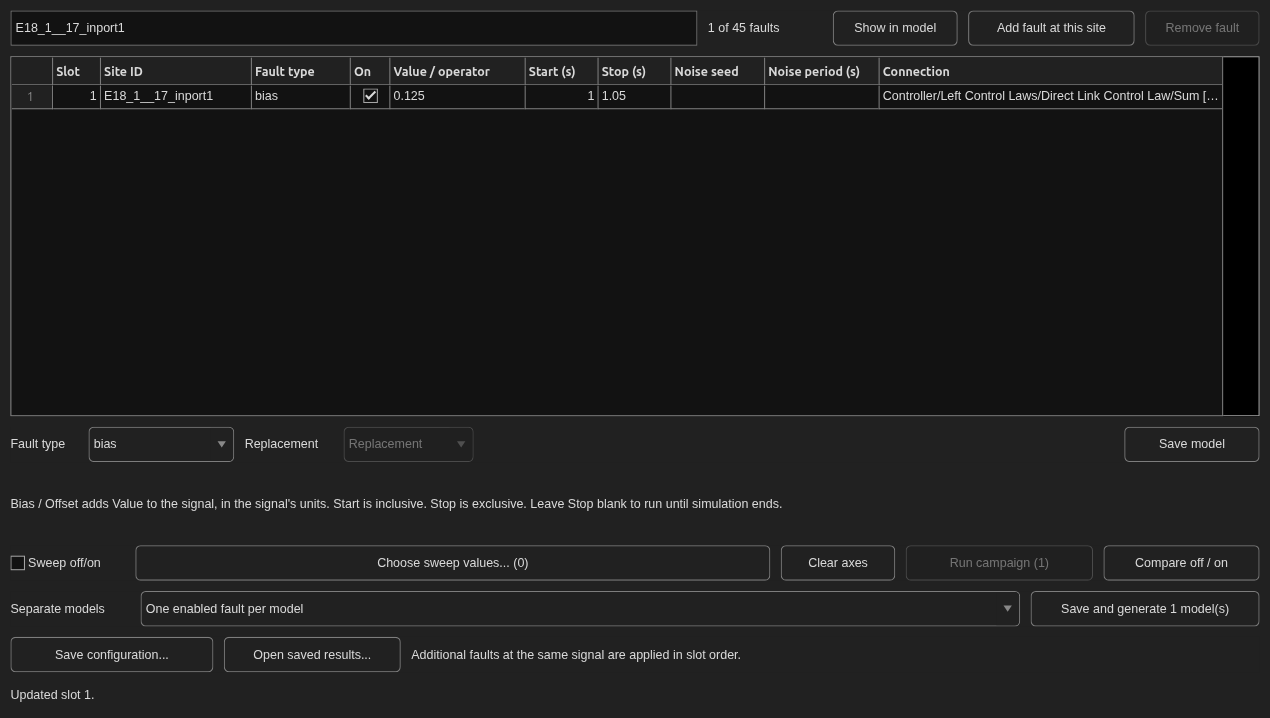 E18_1__17_inport1 1 of 45 faults Show in model Add fault at this site Remove fault
Slot Site ID Fault type On Value / operator Start (s) Stop (s) Noise seed Noise period (s) Connection
1 1 E18_1__17_inport1 bias 0.125 1 1.05 Controller/Left Control Laws/Direct Link Control Law/Sum [...
Fault type bias Replacement Replacement Save model
Bias / Offset adds Value to the signal, in the signal's units. Start is inclusive. Stop is exclusive. Leave Stop blank to run until simulation ends.
Sweep off/on Choose sweep values... (0) Clear axes Run campaign (1) Compare off / on
Separate models One enabled fault per model Save and generate 1 model(s)
Save configuration... Open saved results... Additional faults at the same signal are applied in slot order.
Updated slot 1.